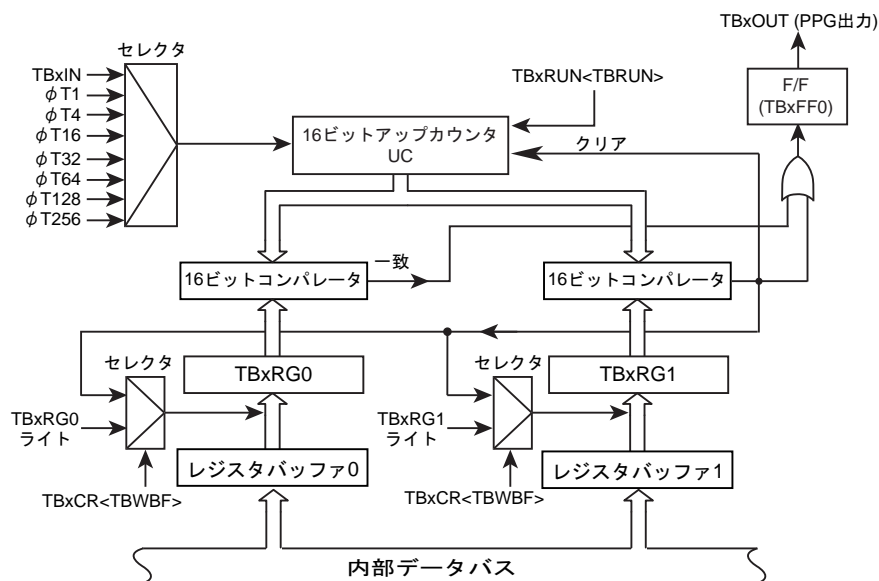 TBxOUT (PPG出力)
セレクタ
TBxIN
φT1
φT4
φT16
φT32
φT64
φT128
φT256
TBxRUN<TBRUN>
F/F
(TBxFF0)
16ビットアップカウンタ
UC
クリア
一致
16ビットコンパレータ
16ビットコンパレータ
セレクタ
TBxRG0
セレクタ
TBxRG1
TBxRG0
ライト
TBxRG1
ライト
レジスタバッファ0
レジスタバッファ1
TBxCR<TBWBF>
TBxCR<TBWBF>
内部データバス